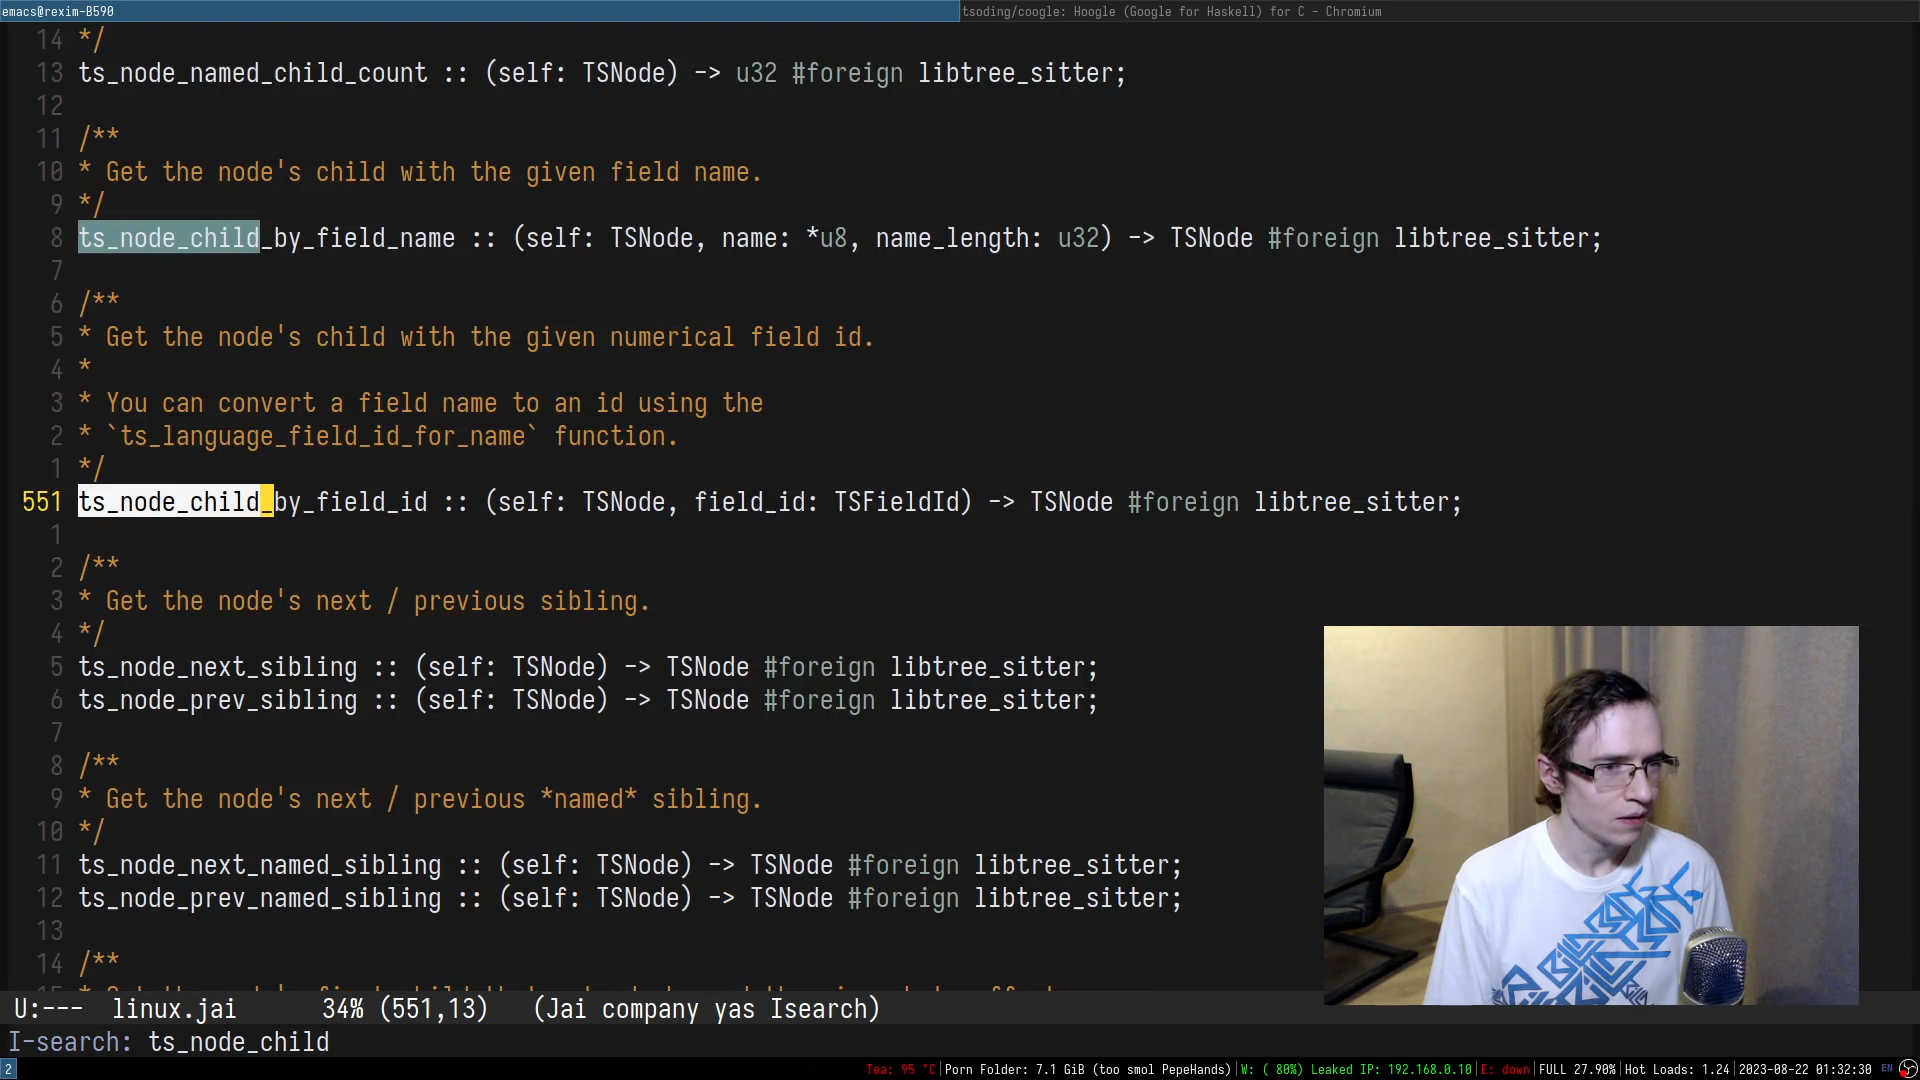 emacs@rexim-B590
tsoding/coogle: Hoogle (Google for Haskell) for C - Chromium
14 */
13 ts_node_named_child_count :: (self: TSNode) -> u32 #foreign libtree_sitter;
12
11 /**
10 * Get the node's child with the given field name.
9 */
8 ts_node_child_by_field_name :: (self: TSNode, name: *u8, name_length: u32) -> TSNode #foreign libtree_sitter;
7
6 /**
5 * Get the node's child with the given numerical field id.
4 *
3 * You can convert a field name to an id using the
2 * `ts_language_field_id_for_name` function.
1 */
551 ts_node_child_by_field_id :: (self: TSNode, field_id: TSFieldId) -> TSNode #foreign libtree_sitter;
1
2 /**
3 * Get the node's next / previous sibling.
4 */
5 ts_node_next_sibling :: (self: TSNode) -> TSNode #foreign libtree_sitter;
6 ts_node_prev_sibling :: (self: TSNode) -> TSNode #foreign libtree_sitter;
7
8 /**
9 * Get the node's next / previous *named* sibling.
10 */
11 ts_node_next_named_sibling :: (self: TSNode) -> TSNode #foreign libtree_sitter;
12 ts_node_prev_named_sibling :: (self: TSNode) -> TSNode #foreign libtree_sitter;
13
14 /**
U:--- linux.jai 34% (551,13) (Jai company yas Isearch)
I-search: ts_node_child
2 Tea: 95 °C|Porn Folder: 7.1 GiB (too smol PepeHands)|W: ( 80%) Leaked IP: 192.168.0.10|E: down|FULL 27.90%|Hot Loads: 1.24|2023-08-22 01:32:30 EN